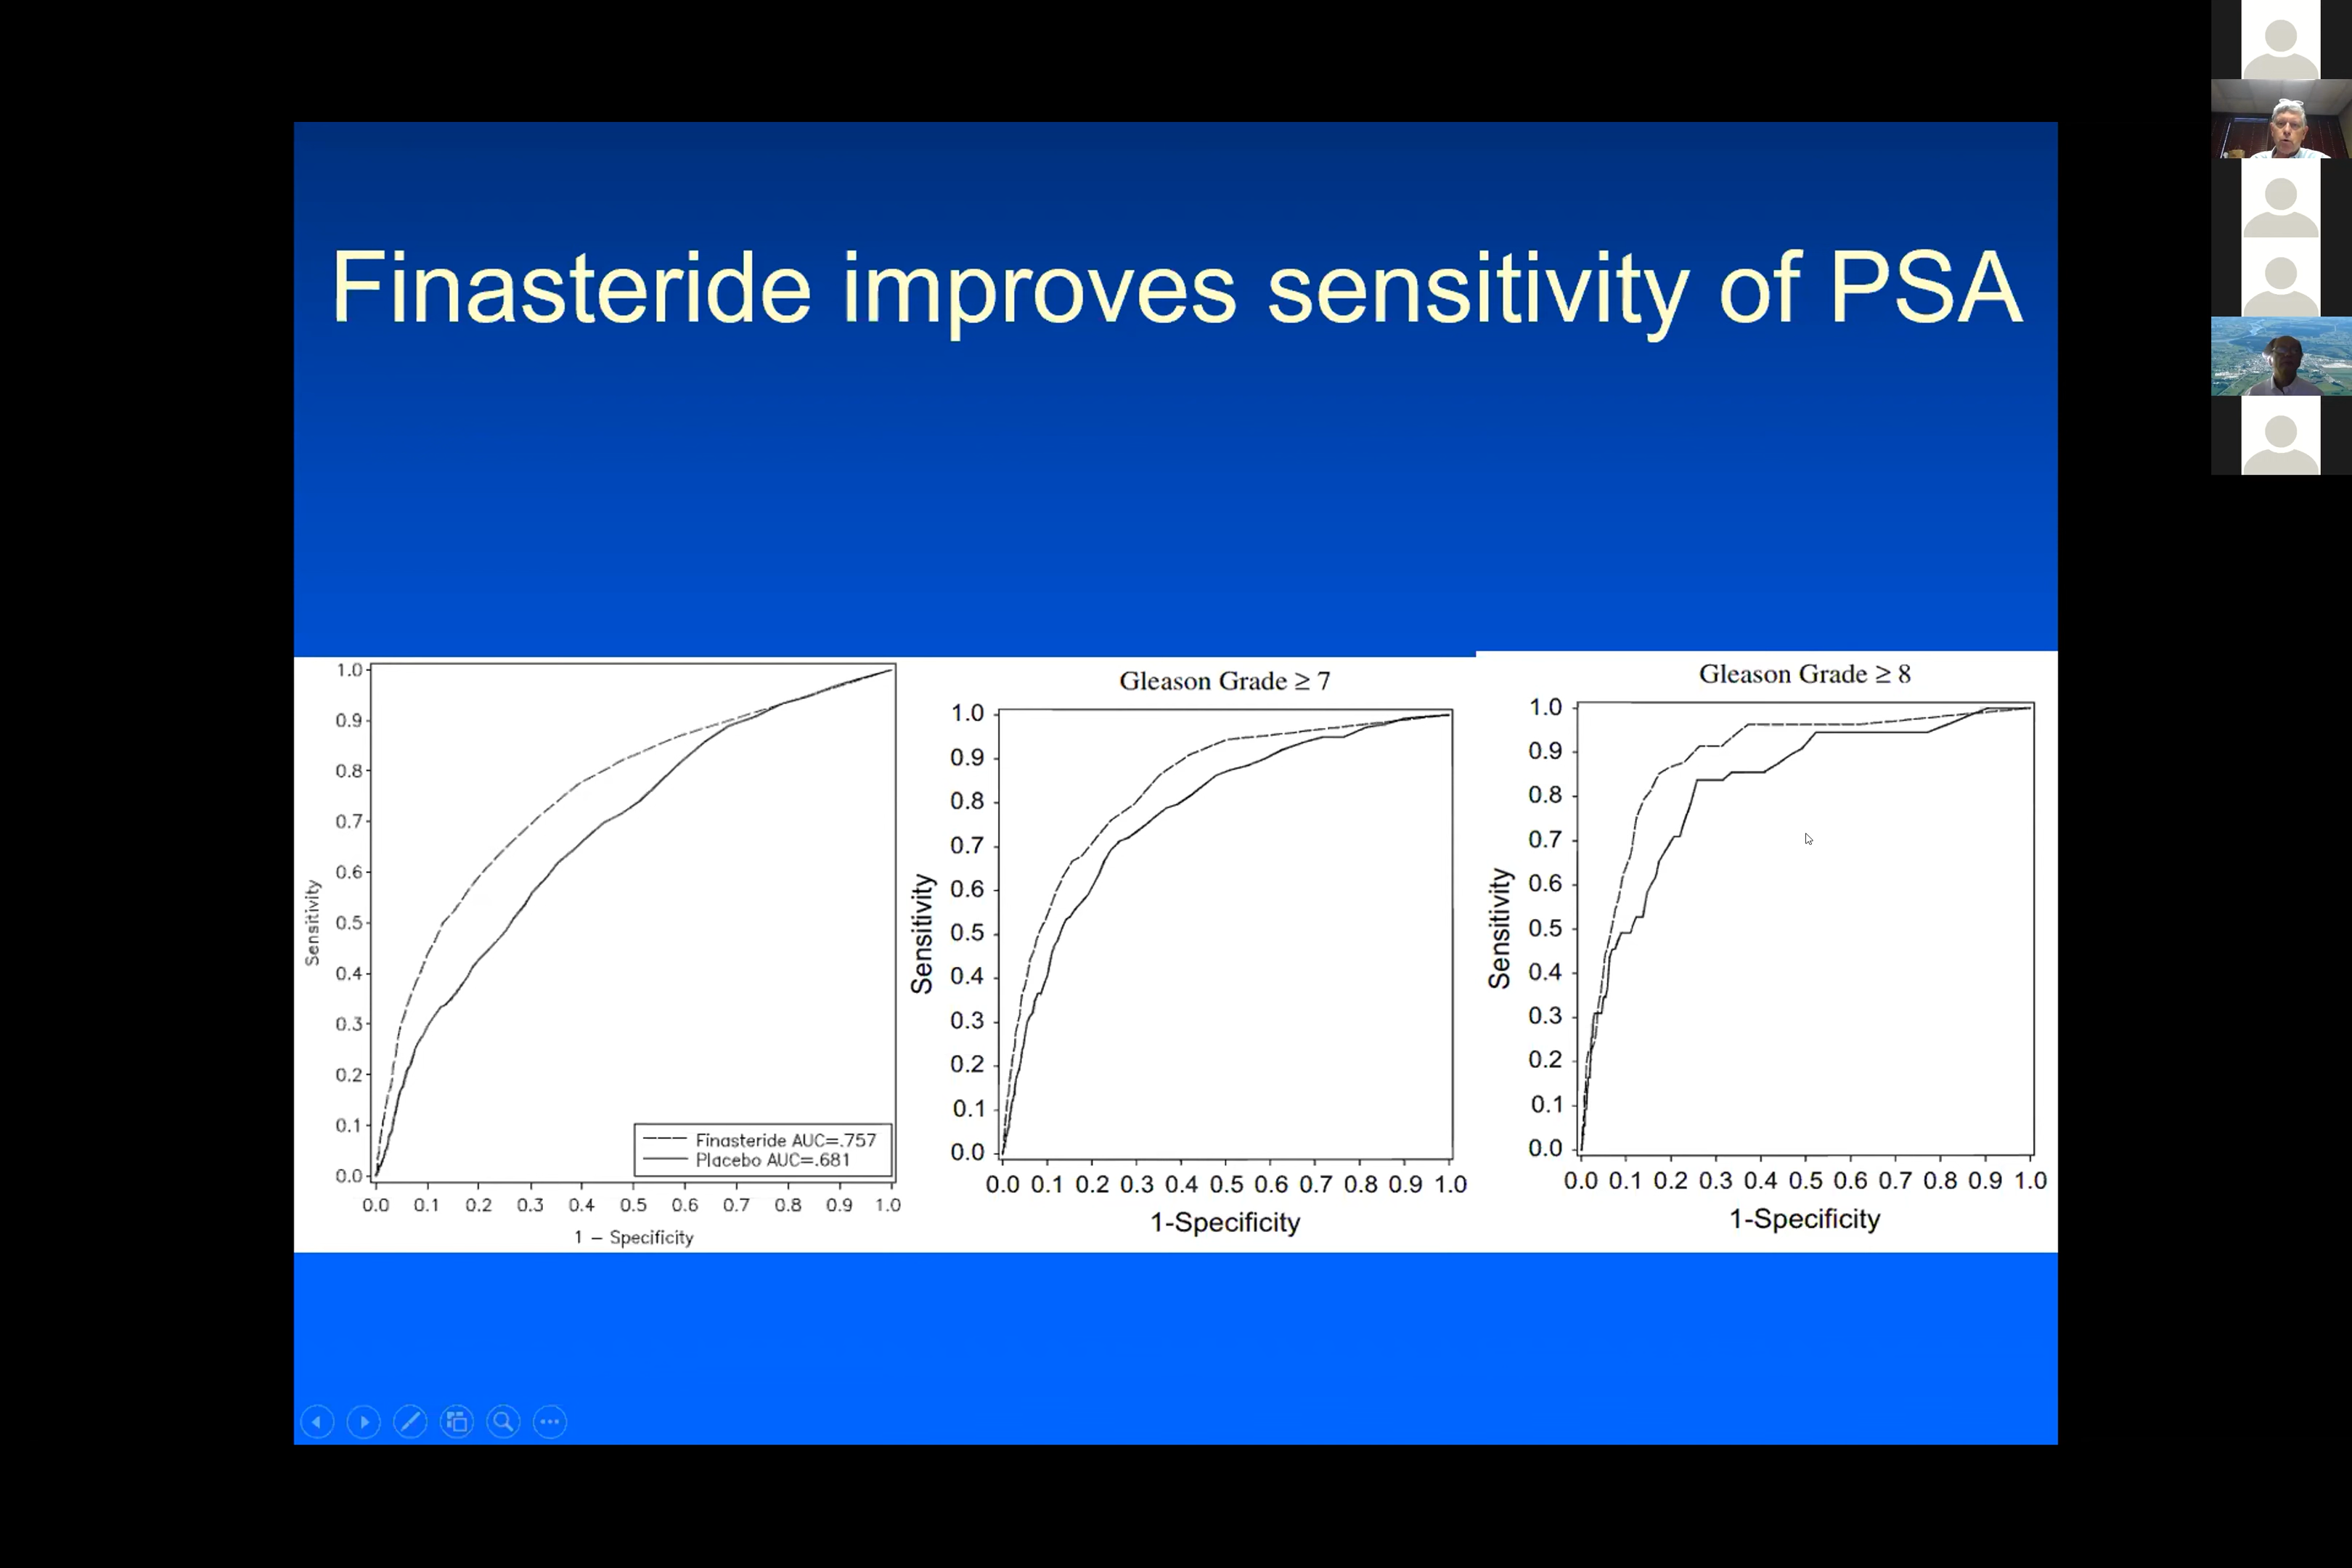 Finasteride improves sensitivity of PSA
1.0
0.9
0.8
0.7
0.6
0.5
0.4
0.3
0.2
0.1
0.0
Sensitivity
Finasteride AUC=.757
Placebo AUC=.681
0.0 0.1 0.2 0.3 0.4 0.5 0.6 0.7 0.8 0.9 1.0
1 – Specificity
Gleason Grade ≥ 7
1.0
0.9
0.8
0.7
0.6
0.5
0.4
0.3
0.2
0.1
0.0
Sensitivity
0.0 0.1 0.2 0.3 0.4 0.5 0.6 0.7 0.8 0.9 1.0
1-Specificity
Gleason Grade ≥ 8
1.0
0.9
0.8
0.7
0.6
0.5
0.4
0.3
0.2
0.1
0.0
Sensitivity
0.0 0.1 0.2 0.3 0.4 0.5 0.6 0.7 0.8 0.9 1.0
1-Specificity